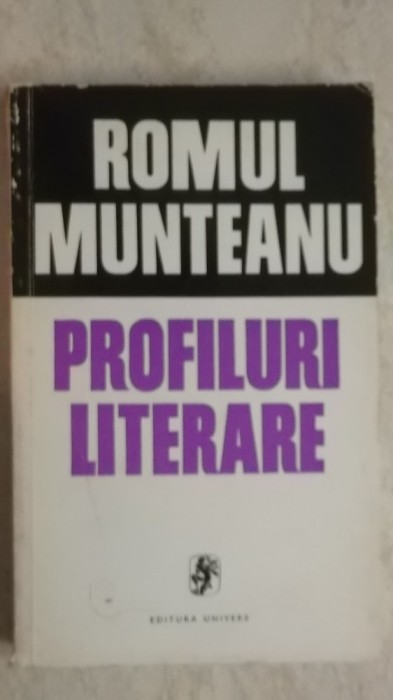 ROMUL
MUNTEANU
PROFILURI
LITERARE
EDITURA UNIVERS